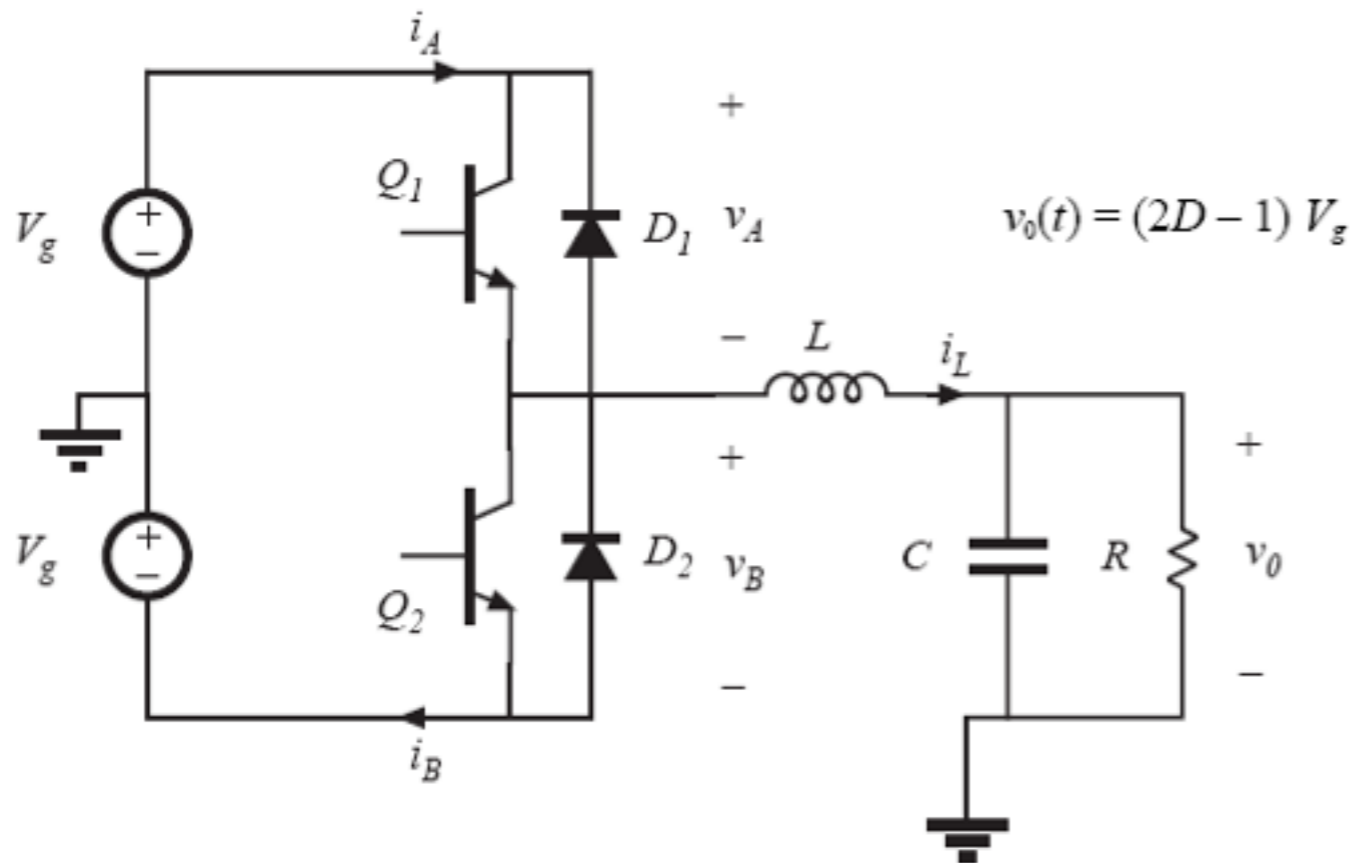 i_A
+
Q_1
V_g
+
−
D_1
v_A
v_0(t) = (2D − 1) V_g
−
L
i_L
+
+
V_g
+
−
D_2
v_B
C
R
v_0
Q_2
−
−
i_B